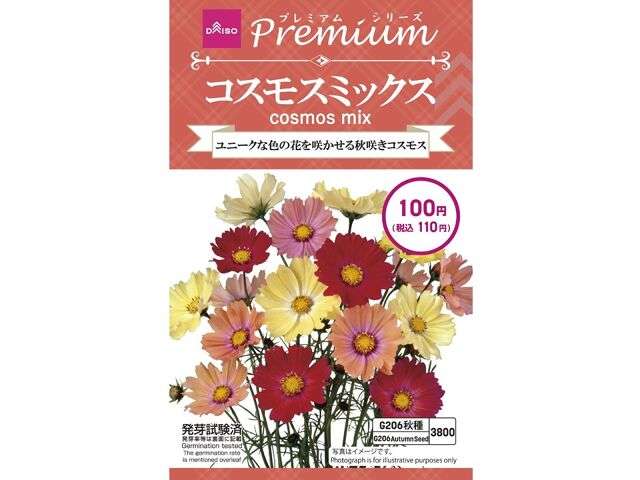 DAISO
プレミアム シリーズ
Premium
コスモスミックス
cosmos mix
ユニークな色の花を咲かせる秋咲きコスモス
100円
(税込 110円)
発芽試験済
発芽率等は裏面に記載
Germination tested
The germination rate
is mentioned overleaf
G206秋種
G206AutumnSeed
3800
写真はイメージです。
Photograph is for illustrative purposes only